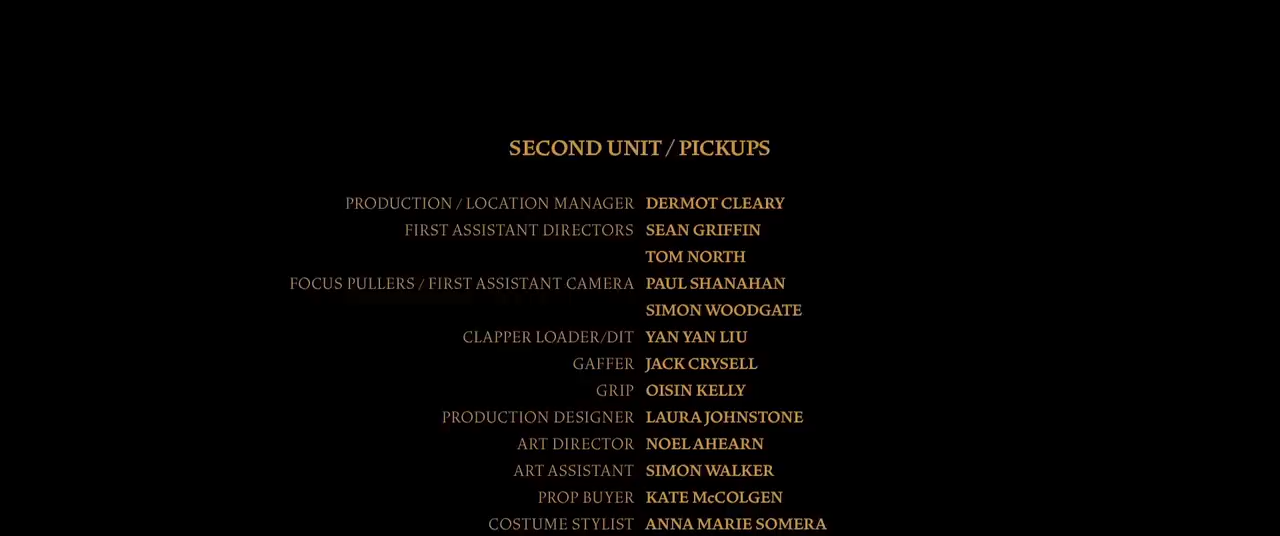 SECOND UNIT / PICKUPS
PRODUCTION / LOCATION MANAGER DERMOT CLEARY
FIRST ASSISTANT DIRECTORS SEAN GRIFFIN
TOM NORTH
FOCUS PULLERS / FIRST ASSISTANT CAMERA PAUL SHANAHAN
SIMON WOODGATE
CLAPPER LOADER/DIT YAN YAN LIU
GAFFER JACK CRYSELL
GRIP OISIN KELLY
PRODUCTION DESIGNER LAURA JOHNSTONE
ART DIRECTOR NOEL AHEARN
ART ASSISTANT SIMON WALKER
PROP BUYER KATE McCOLGEN
COSTUME STYLIST ANNA MARIE SOMERA